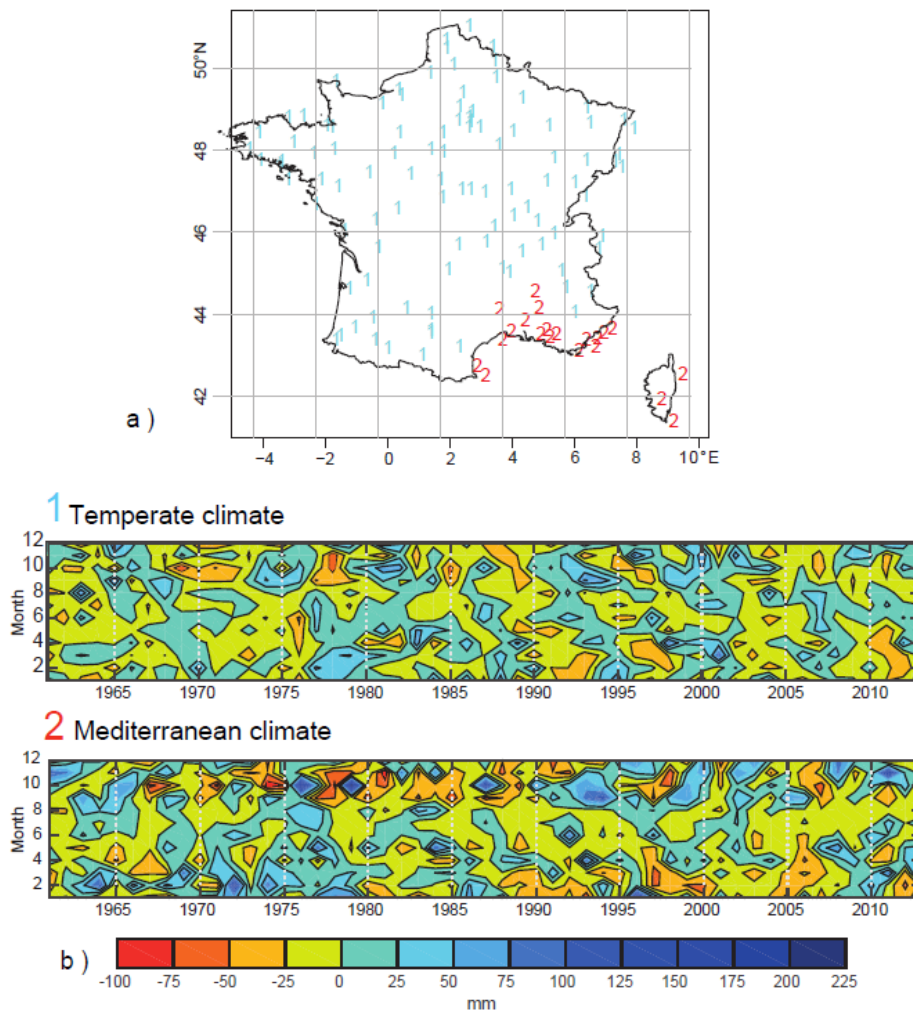 50°N
48
46
44
42
a )
−4 −2 0 2 4 6 8 10°E
1 Temperate climate
12
10
8
6
4
2
Month
1965 1970 1975 1980 1985 1990 1995 2000 2005 2010
2 Mediterranean climate
12
10
8
6
4
2
Month
1965 1970 1975 1980 1985 1990 1995 2000 2005 2010
b )
-100 -75 -50 -25 0 25 50 75 100 125 150 175 200 225
mm